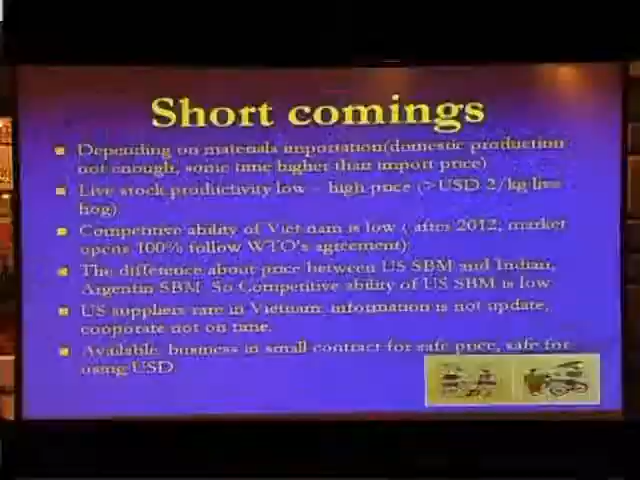 Short comings
Depending on materials importation(domestic production
not enough, some time higher than import price)
Live stock productivity low – high price (>USD 2/kg live
hog)
Competitive ability of Viet nam is low ( after 2012, market
opens 100% follow WTO's agreement)
The difference about price between US SBM and Indian,
Argentin SBM. So Competitive ability of US SBM is low
US suppliers rare in Vietnam, information is not update,
cooporate not on time.
Available, business in small contract for safe price, safe for
using USD.